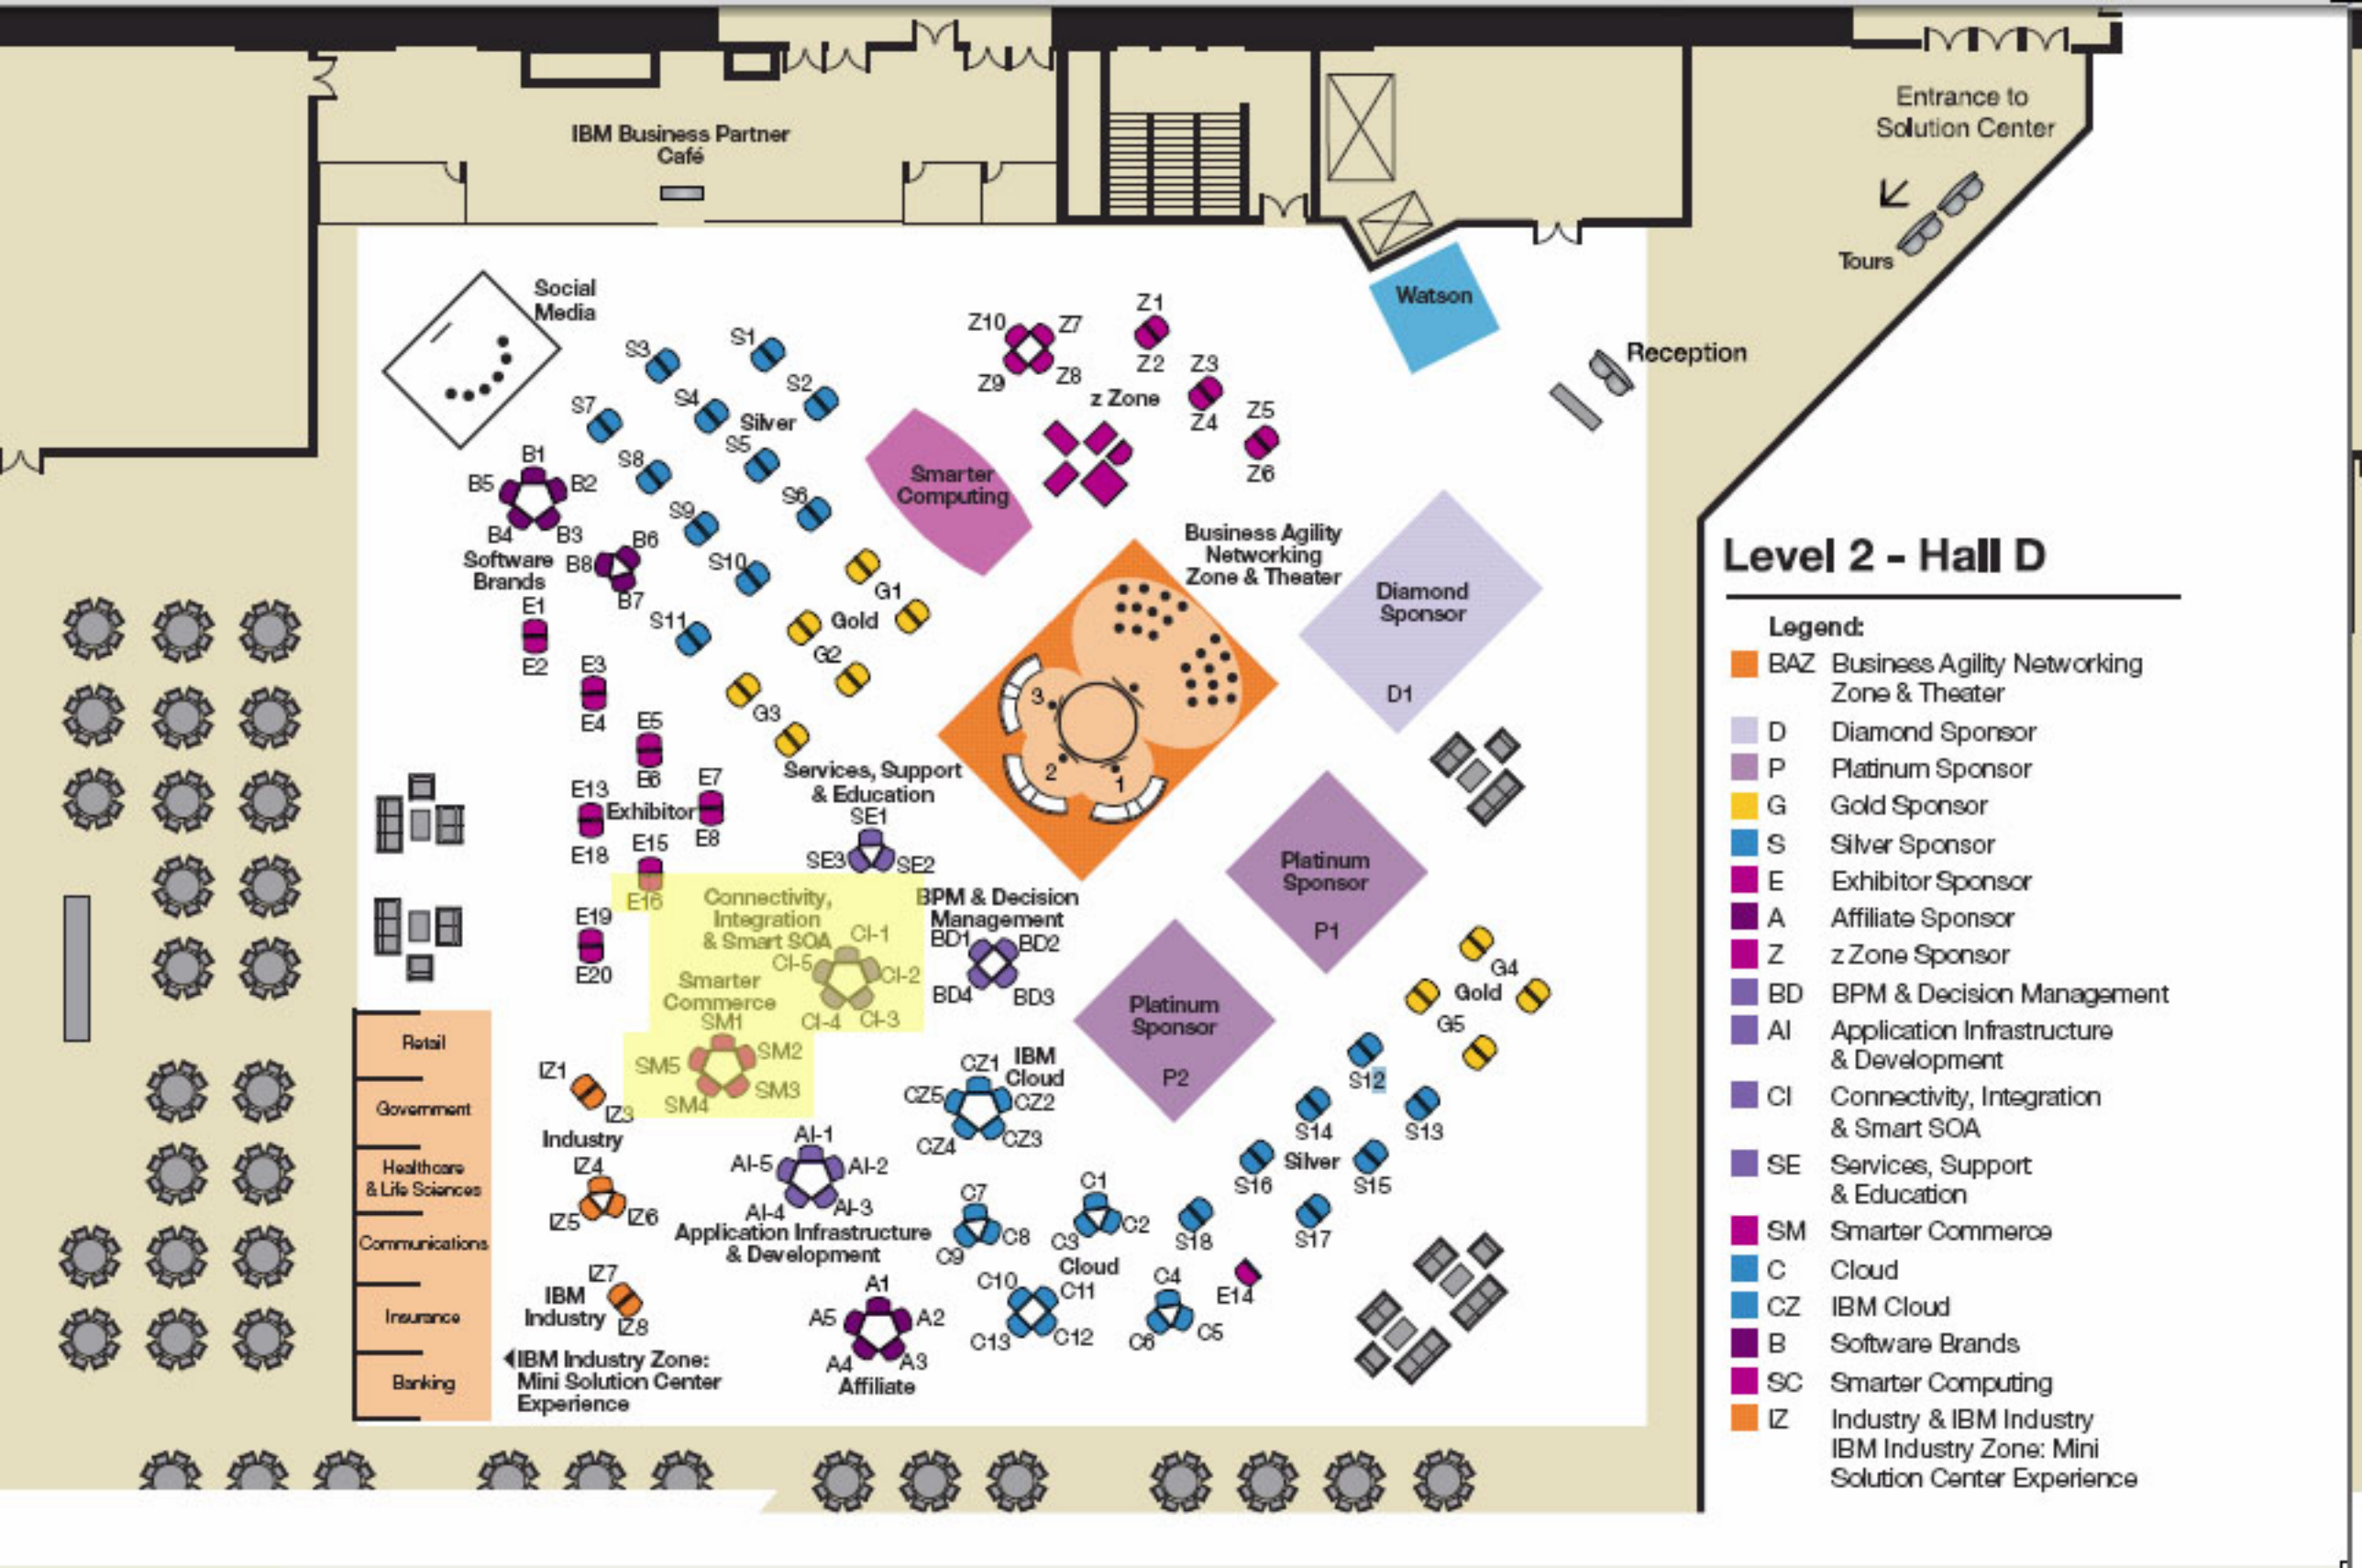 Entrance to
Solution Center
Tours
IBM Business Partner
Café
Social
Media
Watson
Reception
S3
S1
S2
S7
S4
Silver
S5
S8
S6
S9
S10
S11
Z10
Z7
Z9
Z8
Z1
Z2
Z3
Z4
Z5
Z6
z Zone
Smarter
Computing
B1
B5
B2
B4
B3
Software
Brands
B6
B8
B7
E1
E2
E3
E4
E5
E6
E7
E8
E13
E18
Exhibitor
E15
E16
E19
E20
G1
Gold
G2
G3
Business Agility
Networking
Zone & Theater
3
2
1
Diamond
Sponsor
D1
Services, Support
& Education
SE1
SE3
SE2
Connectivity,
Integration
& Smart SOA
CI-1
CI-5
CI-2
CI-4
CI-3
BPM & Decision
Management
BD1
BD2
BD4
BD3
Smarter
Commerce
SM1
SM5
SM2
SM3
SM4
Platinum
Sponsor
P1
Platinum
Sponsor
P2
G4
Gold
G5
S12
S14
S13
Silver
S16
S15
S18
S17
IBM
Cloud
CZ1
CZ5
CZ2
CZ4
CZ3
IZ1
IZ3
Industry
IZ4
IZ5
IZ6
IZ7
IBM
Industry
IZ8
AI-1
AI-5
AI-2
AI-4
AI-3
Application Infrastructure
& Development
C7
C8
C9
C1
C2
C3
Cloud
C10
C11
C13
C12
C4
C6
C5
E14
A1
A5
A2
A4
A3
Affiliate
Retail
Government
Healthcare
& Life Sciences
Communications
Insurance
Banking
IBM Industry Zone:
Mini Solution Center
Experience
Level 2 - Hall D
Legend:
BAZ Business Agility Networking
Zone & Theater
D Diamond Sponsor
P Platinum Sponsor
G Gold Sponsor
S Silver Sponsor
E Exhibitor Sponsor
A Affiliate Sponsor
Z z Zone Sponsor
BD BPM & Decision Management
AI Application Infrastructure
& Development
CI Connectivity, Integration
& Smart SOA
SE Services, Support
& Education
SM Smarter Commerce
C Cloud
CZ IBM Cloud
B Software Brands
SC Smarter Computing
IZ Industry & IBM Industry
IBM Industry Zone: Mini
Solution Center Experience